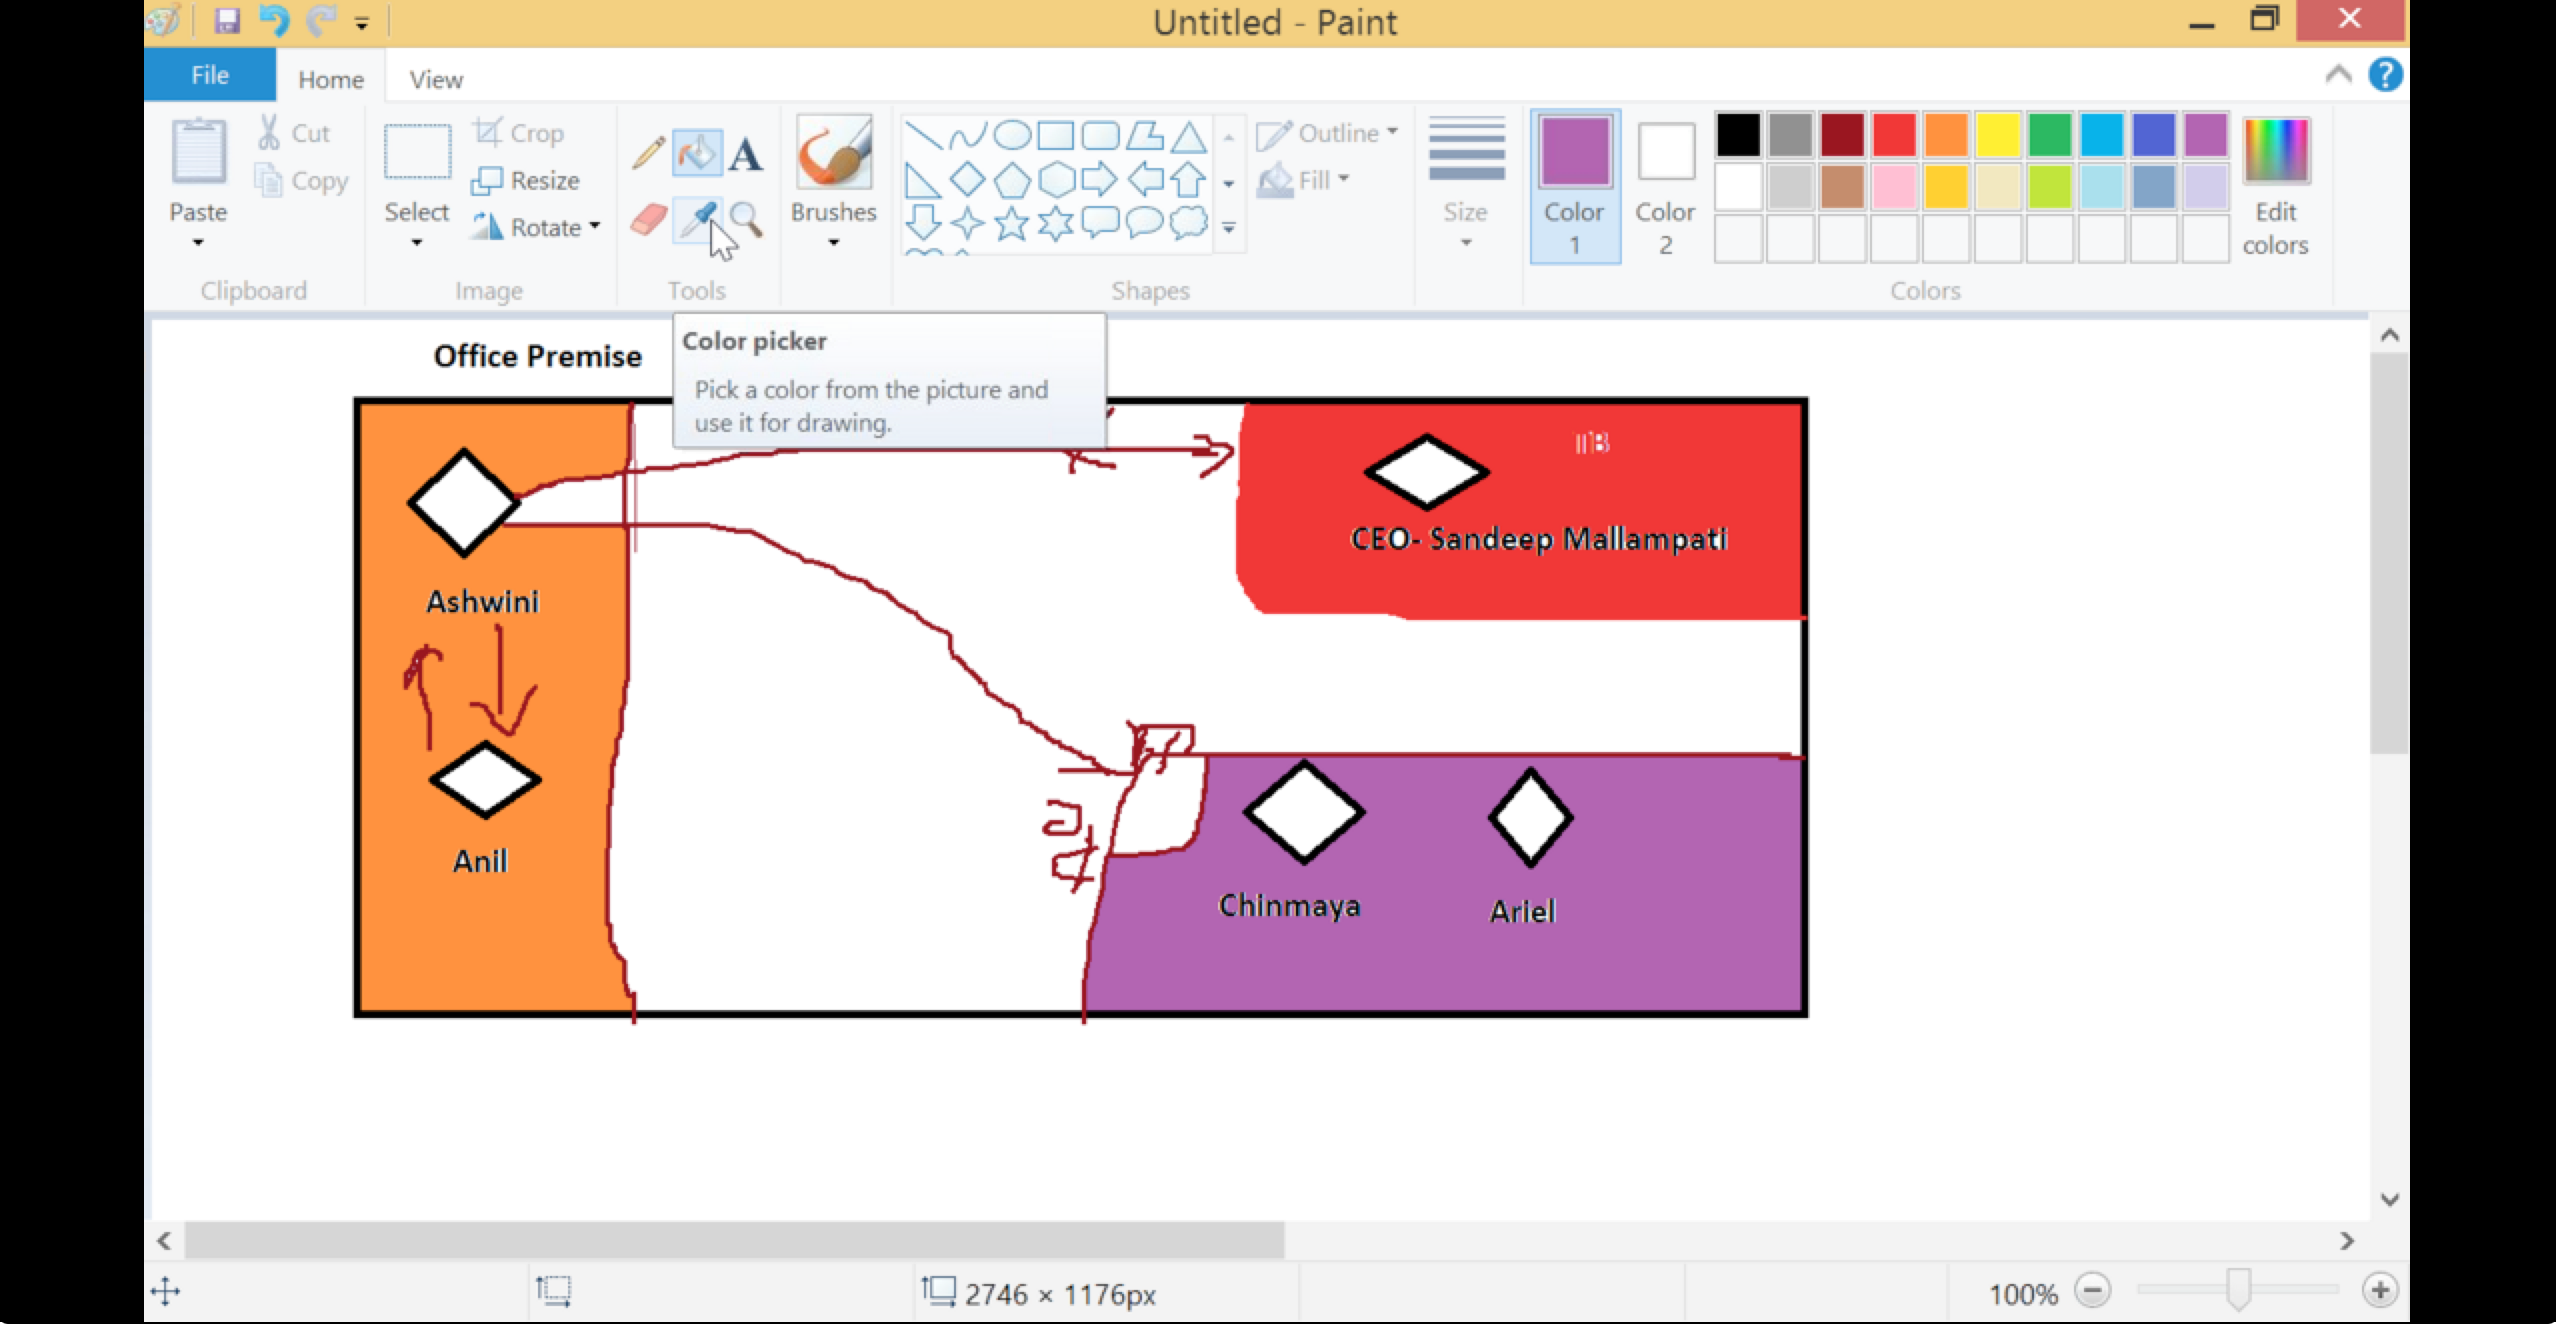 Untitled - Paint
File Home View
Cut
Copy
Paste
Clipboard
Crop
Resize
Rotate
Select
Image
A
Tools
Brushes
Outline
Fill
Shapes
Size
Color
1
Color
2
Edit
colors
Colors
Color picker
Pick a color from the picture and
use it for drawing.
Office Premise
CEO- Sandeep Mallampati
Ashwini
Anil
Chinmaya
Ariel
2746 × 1176px
100%